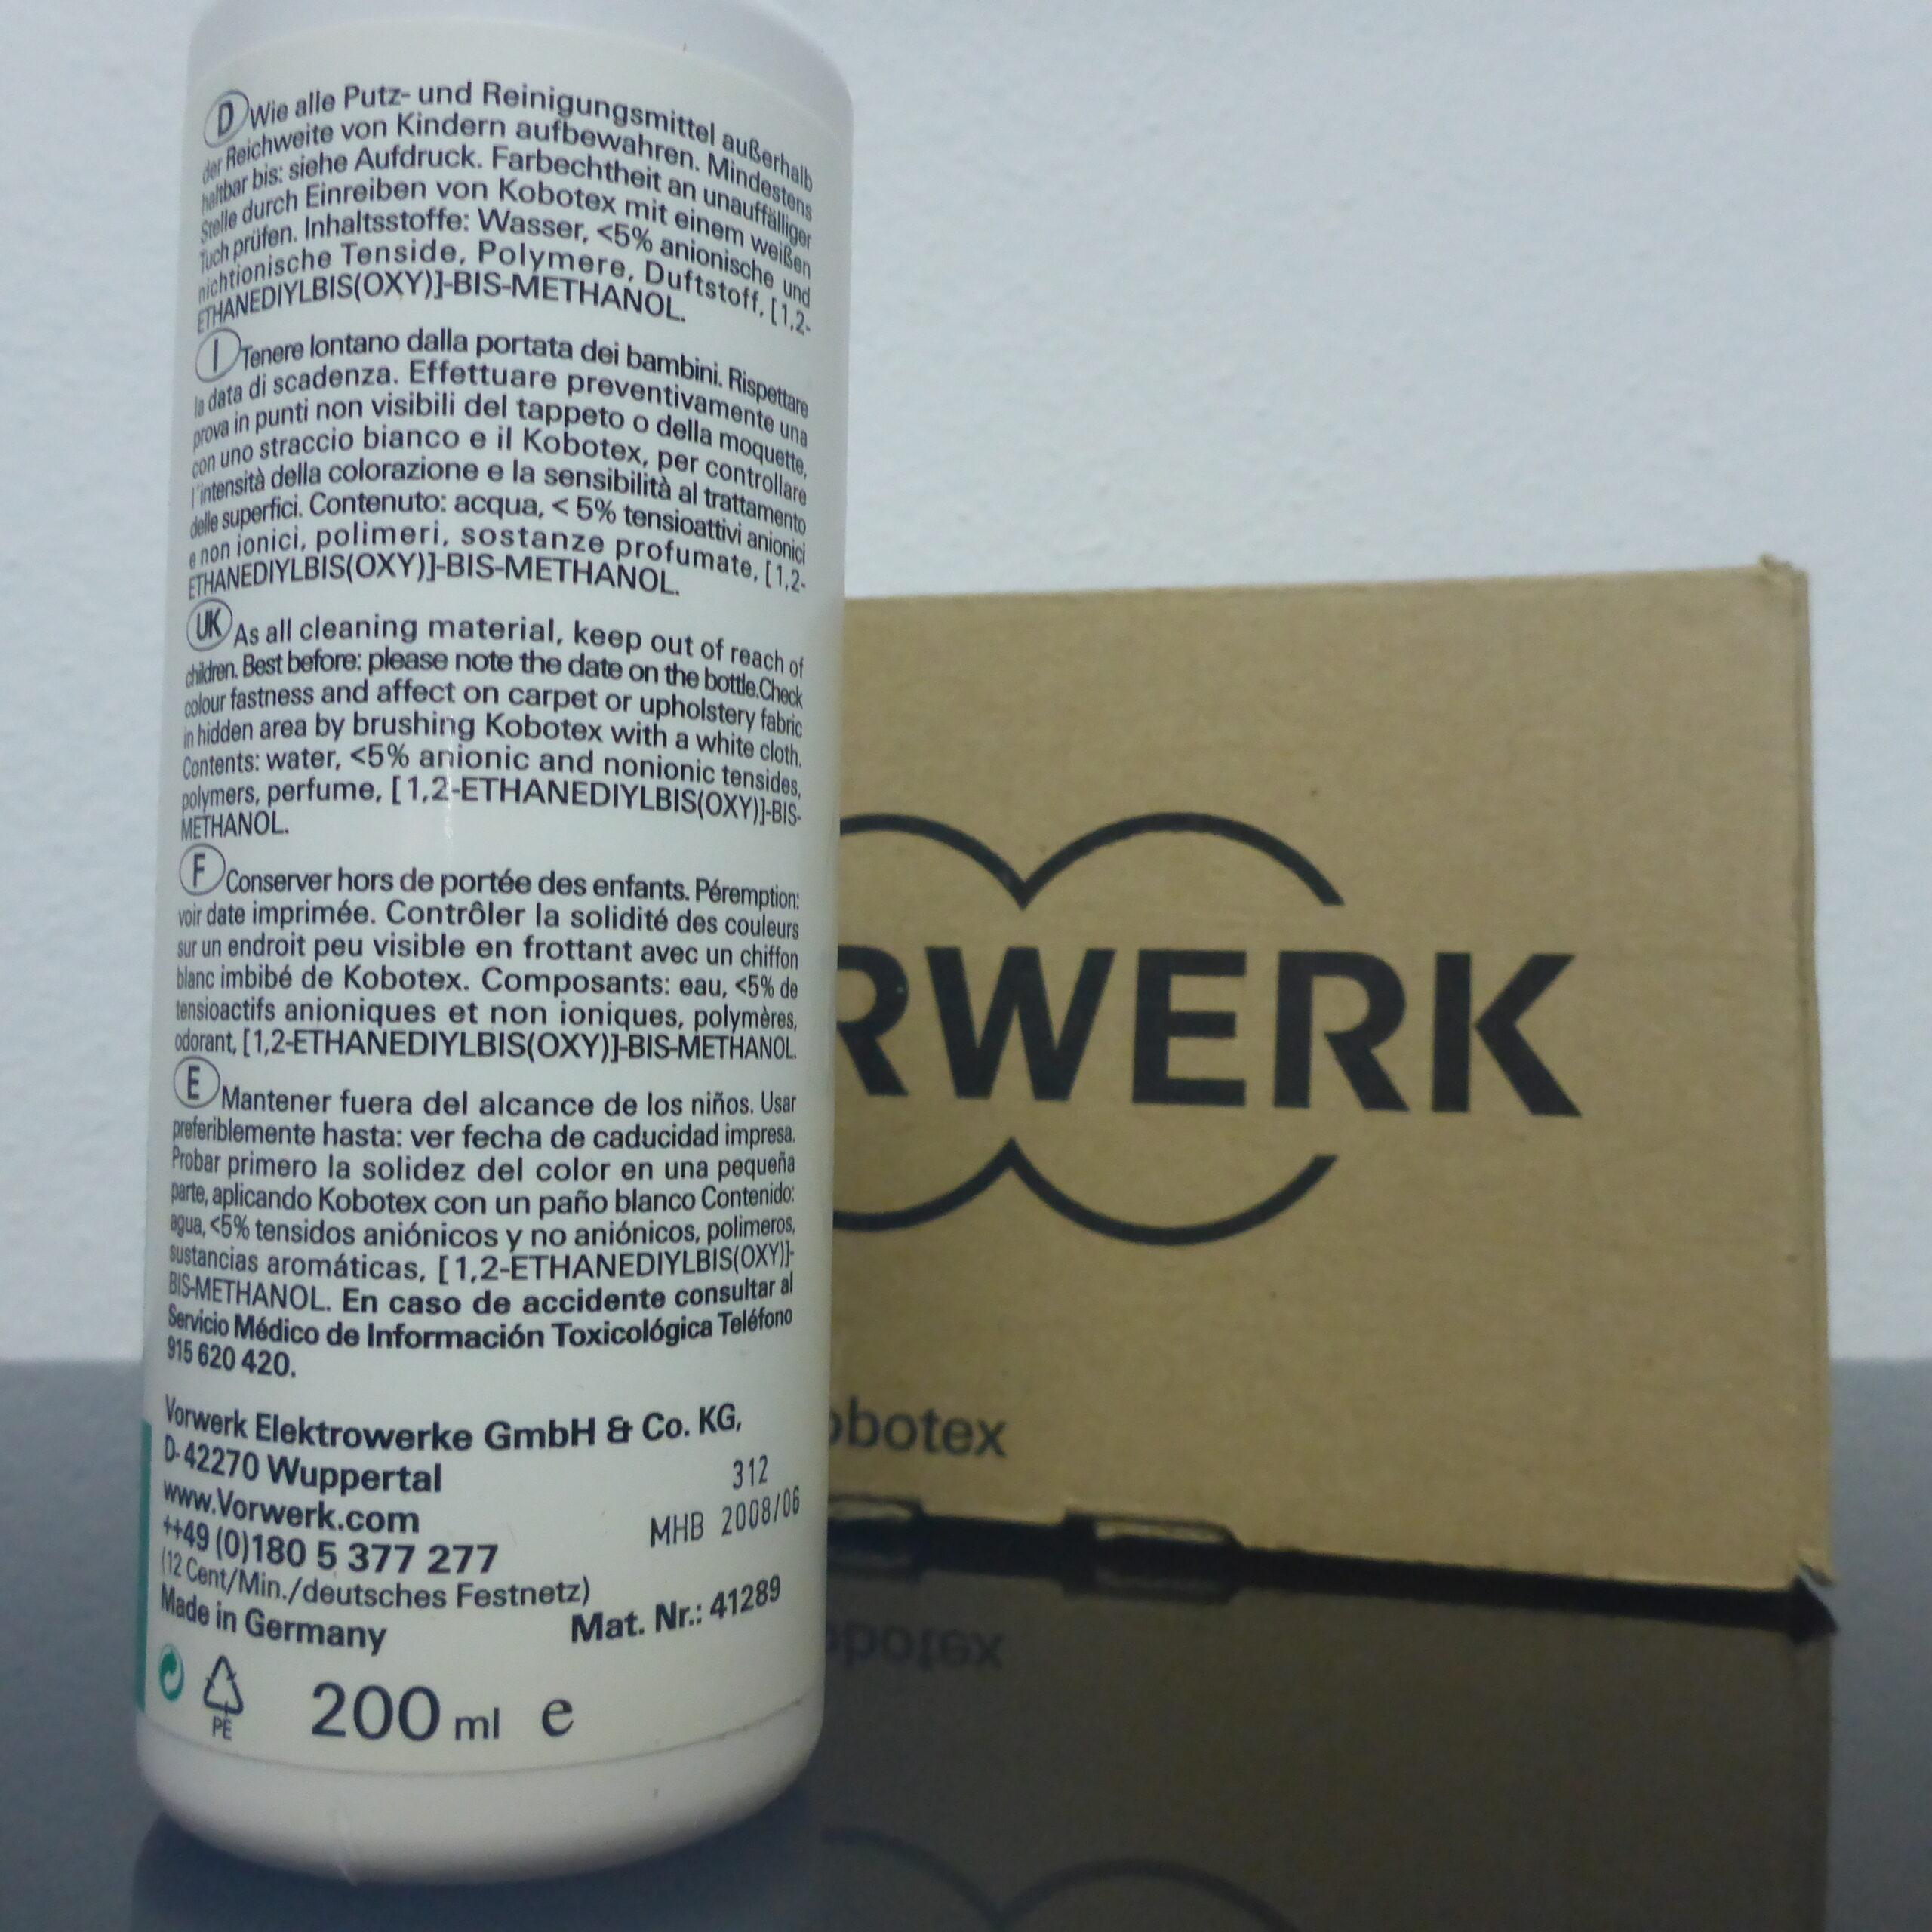 D Wie alle Putz- und Reinigungsmittel außerhalb
der Reichweite von Kindern aufbewahren. Mindestens
haltbar bis: siehe Aufdruck. Farbechtheit an unauffälliger
Stelle durch Einreiben von Kobotex mit einem weißen
Tuch prüfen. Inhaltsstoffe: Wasser, <5% anionische und
nichtionische Tenside, Polymere, Duftstoff, [1,2-
ETHANEDIYLBIS(OXY)]-BIS-METHANOL.
I Tenere lontano dalla portata dei bambini. Rispettare
la data di scadenza. Effettuare preventivamente una
prova in punti non visibili del tappeto o della moquette,
con uno straccio bianco e il Kobotex, per controllare
l'intensità della colorazione e la sensibilità al trattamento
delle superfici. Contenuto: acqua, < 5% tensioattivi anionici
e non ionici, polimeri, sostanze profumate, [1,2-
ETHANEDIYLBIS(OXY)]-BIS-METHANOL.
UK As all cleaning material, keep out of reach of
children. Best before: please note the date on the bottle.Check
colour fastness and affect on carpet or upholstery fabric
in hidden area by brushing Kobotex with a white cloth.
Contents: water, <5% anionic and nonionic tensides,
polymers, perfume, [1,2-ETHANEDIYLBIS(OXY)]-BIS-
METHANOL.
F Conserver hors de portée des enfants. Péremption:
voir date imprimée. Contrôler la solidité des couleurs
sur un endroit peu visible en frottant avec un chiffon
blanc imbibé de Kobotex. Composants: eau, <5% de
tensioactifs anioniques et non ioniques, polymères,
odorant, [1,2-ETHANEDIYLBIS(OXY)]-BIS-METHANOL.
E Mantener fuera del alcance de los niños. Usar
preferiblemente hasta: ver fecha de caducidad impresa.
Probar primero la solidez del color en una pequeña
parte, aplicando Kobotex con un paño blanco Contenido:
agua, <5% tensidos aniónicos y no aniónicos, polimeros,
sustancias aromáticas, [1,2-ETHANEDIYLBIS(OXY)]-
BIS-METHANOL. En caso de accidente consultar al
Servicio Médico de Información Toxicológica Teléfono
915 620 420.
Vorwerk Elektrowerke GmbH & Co. KG,
D-42270 Wuppertal
www.Vorwerk.com
++49 (0)180 5 377 277
(12 Cent/Min./deutsches Festnetz)
Made in Germany
312
MHB 2008/06
Mat. Nr.: 41289
PE
200 ml e
RWERK
obotex